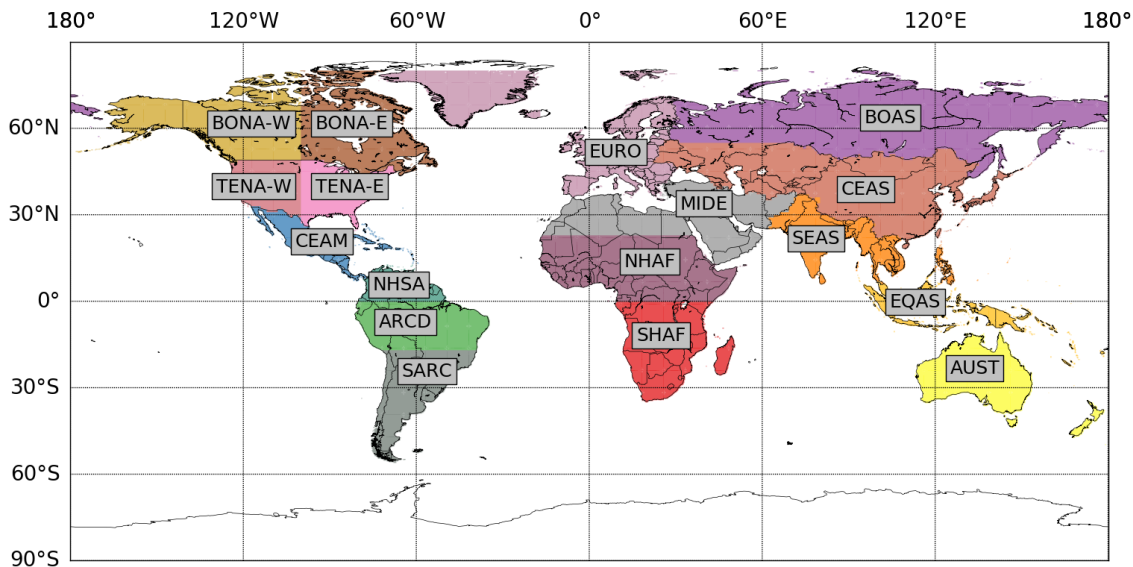 180° 120°W 60°W 0° 60°E 120°E 180°
60°N
30°N
0°
30°S
60°S
90°S
BONA-W BONA-E BOAS
EURO
TENA-W TENA-E CEAS
MIDE
CEAM SEAS
NHAF
NHSA
EQAS
ARCD
SHAF
SARC AUST